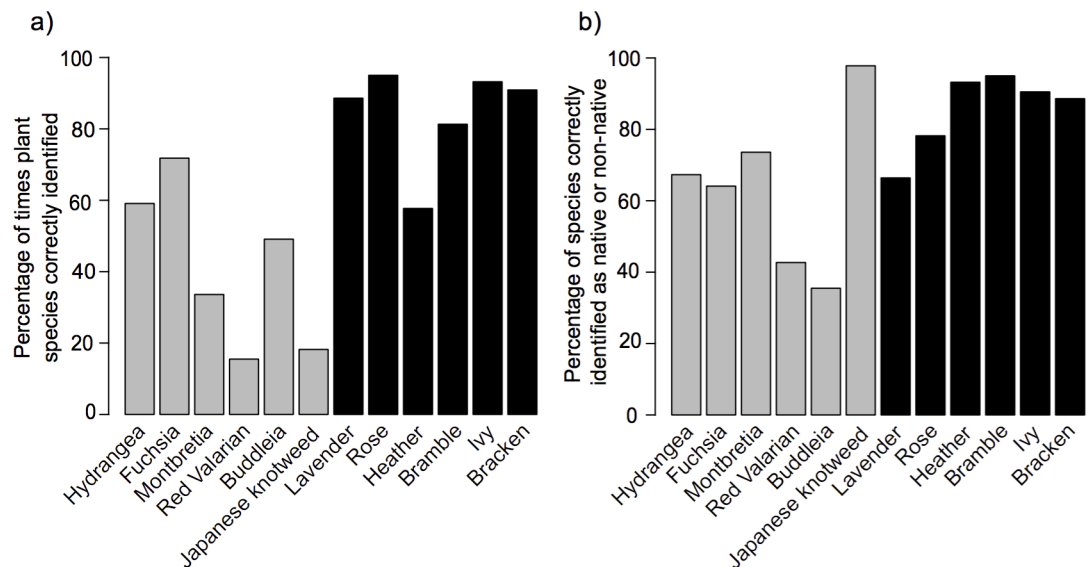 a)
Percentage of times plant
species correctly identified
100
80
60
40
20
0
Hydrangea
Fuchsia
Montbretia
Red Valarian
Buddleia
Japanese knotweed
Lavender
Rose
Heather
Bramble
Ivy
Bracken
b)
Percentage of species correctly
identified as native or non-native
100
80
60
40
20
0
Hydrangea
Fuchsia
Montbretia
Red Valarian
Buddleia
Japanese knotweed
Lavender
Rose
Heather
Bramble
Ivy
Bracken